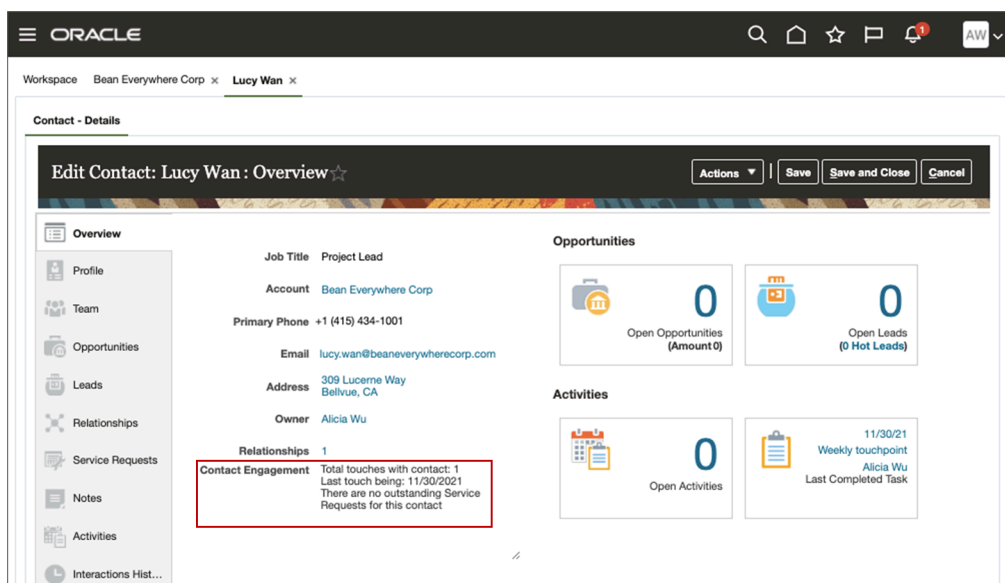 ORACLE
1
AW
Workspace
Bean Everywhere Corp
Lucy Wan
Contact - Details
Edit Contact: Lucy Wan : Overview
Actions
Save
Save and Close
Cancel
Overview
Profile
Team
Opportunities
Leads
Relationships
Service Requests
Notes
Activities
Interactions Hist...
Job Title Project Lead
Account Bean Everywhere Corp
Primary Phone +1 (415) 434-1001
Email lucy.wan@beaneverywherecorp.com
Address 309 Lucerne Way
Bellvue, CA
Owner Alicia Wu
Relationships 1
Contact Engagement Total touches with contact: 1
Last touch being: 11/30/2021
There are no outstanding Service
Requests for this contact
Opportunities
0
Open Opportunities
(Amount 0)
0
Open Leads
(0 Hot Leads)
Activities
0
Open Activities
11/30/21
Weekly touchpoint
Alicia Wu
Last Completed Task